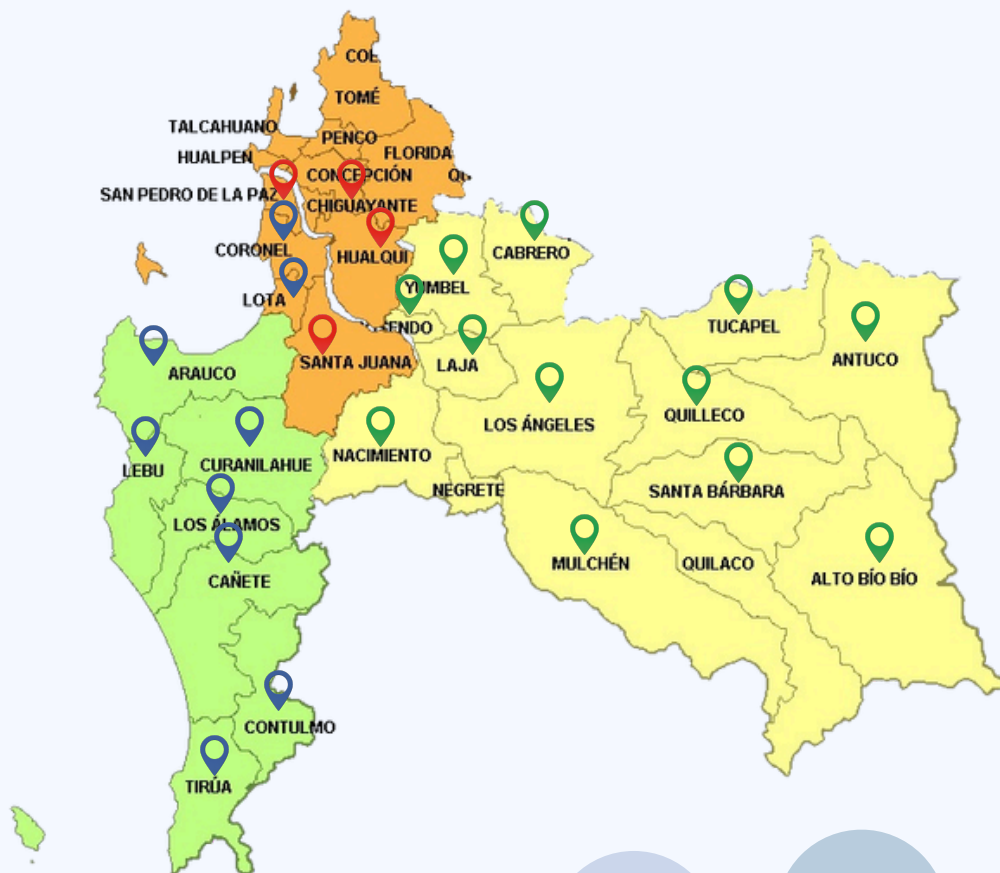 TOMÉ
TALCAHUANO
PENCO
HUALPEN
FLORIDA
CONCEPCIÓN
SAN PEDRO DE LA PAZ
CHIGUAYANTE
CORONEL
HUALQUI
CABRERO
YUMBEL
LOTA
TUCAPEL
SANTA JUANA
LAJA
ANTUCO
ARAUCO
QUILLECO
LOS ÁNGELES
NACIMIENTO
LEBU
CURANILAHUE
NEGRETE
SANTA BÁRBARA
LOS ÁLAMOS
MULCHÉN
QUILACO
ALTO BÍO BÍO
CAÑETE
CONTULMO
TIRÚA